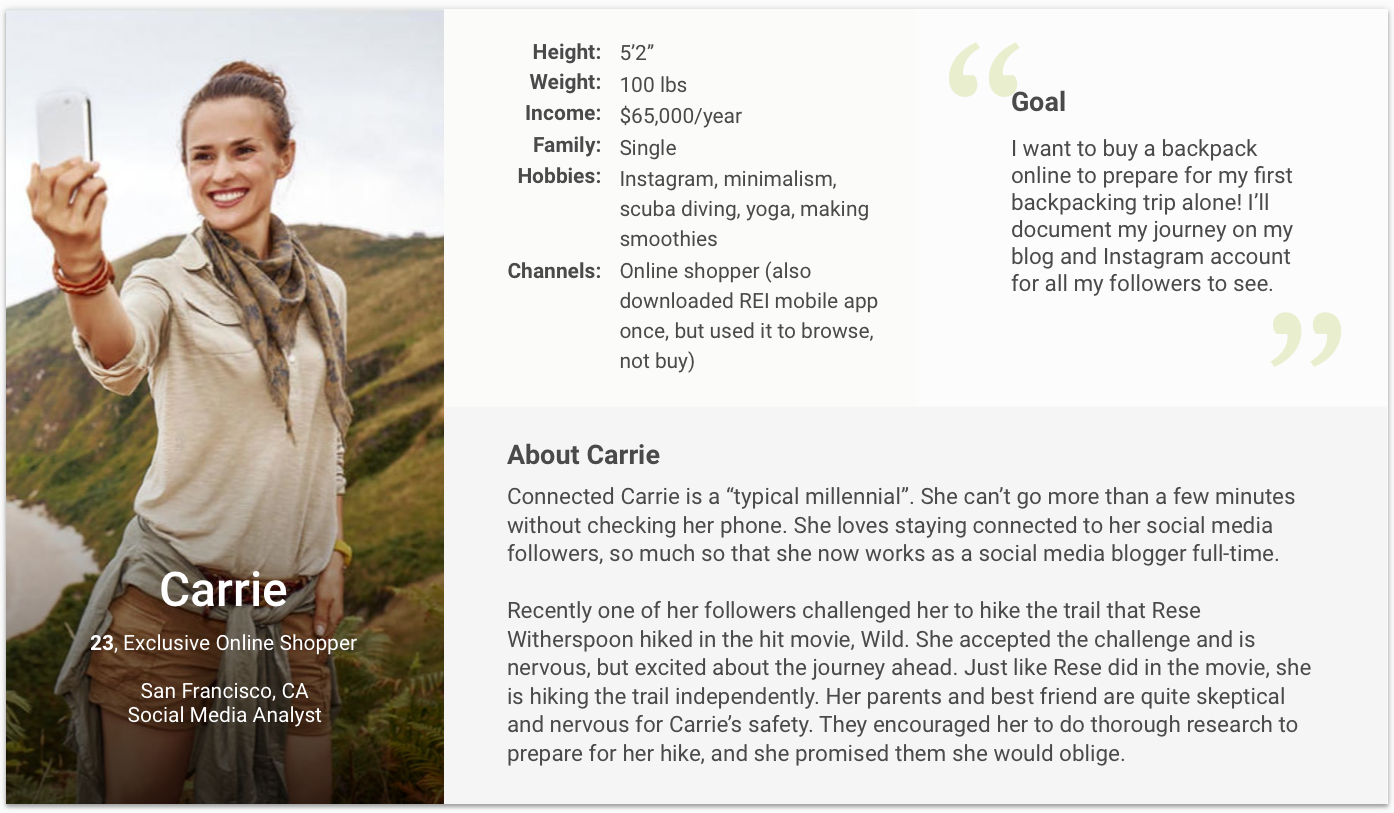 Carrie
23, Exclusive Online Shopper
San Francisco, CA
Social Media Analyst
Height: 5’2”
Weight: 100 lbs
Income: $65,000/year
Family: Single
Hobbies: Instagram, minimalism,
scuba diving, yoga, making
smoothies
Channels: Online shopper (also
downloaded REI mobile app
once, but used it to browse,
not buy)
“
Goal
I want to buy a backpack
online to prepare for my first
backpacking trip alone! I’ll
document my journey on my
blog and Instagram account
for all my followers to see.
”
About Carrie
Connected Carrie is a “typical millennial”. She can’t go more than a few minutes
without checking her phone. She loves staying connected to her social media
followers, so much so that she now works as a social media blogger full-time.
Recently one of her followers challenged her to hike the trail that Rese
Witherspoon hiked in the hit movie, Wild. She accepted the challenge and is
nervous, but excited about the journey ahead. Just like Rese did in the movie, she
is hiking the trail independently. Her parents and best friend are quite skeptical
and nervous for Carrie’s safety. They encouraged her to do thorough research to
prepare for her hike, and she promised them she would oblige.